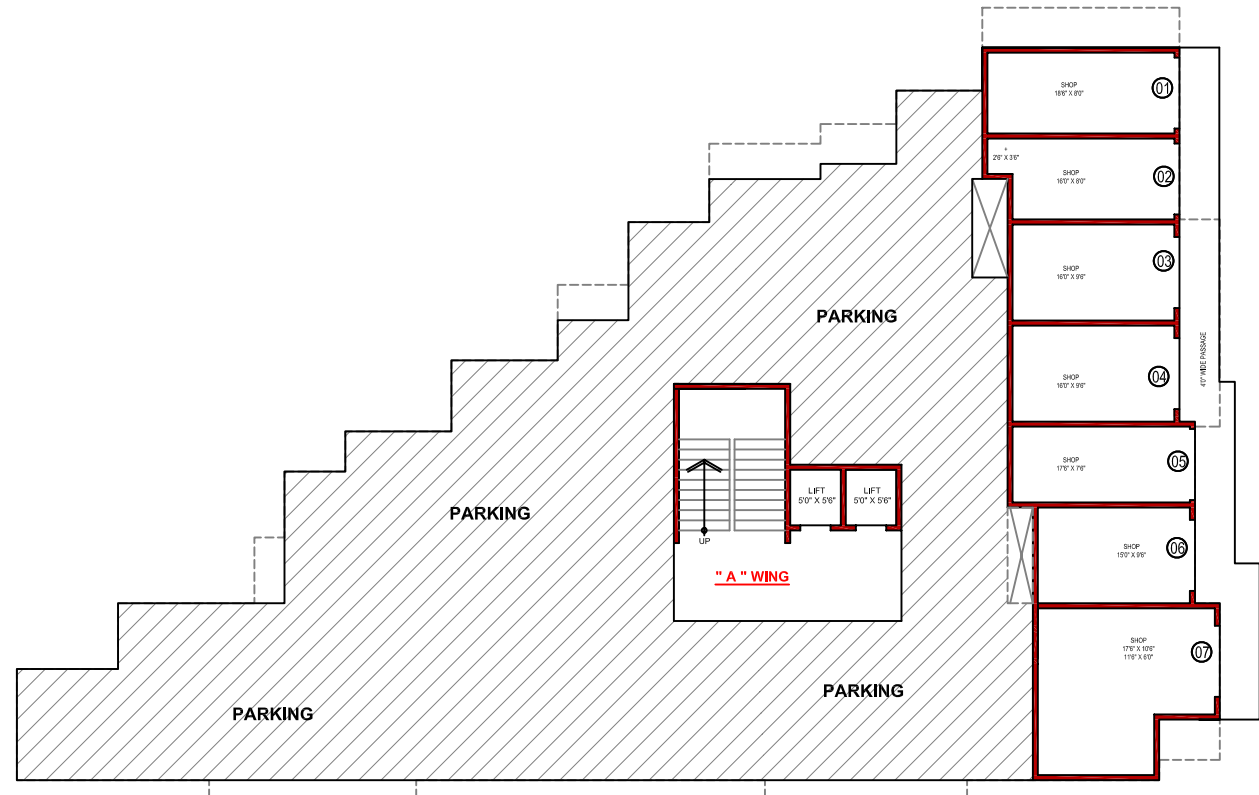 SHOP
18'6" X 8'0"
01
+
2'6" X 3'6"
SHOP
16'0" X 8'0"
02
SHOP
16'0" X 9'6"
03
PARKING
4'0" WIDE PASSAGE
SHOP
16'0" X 9'6"
04
SHOP
17'6" X 7'6"
05
LIFT
5'0" X 5'6"
LIFT
5'0" X 5'6"
PARKING
UP
SHOP
15'0" X 9'6"
06
" A " WING
SHOP
17'6" X 10'6"
11'6" X 6'0"
07
PARKING
PARKING